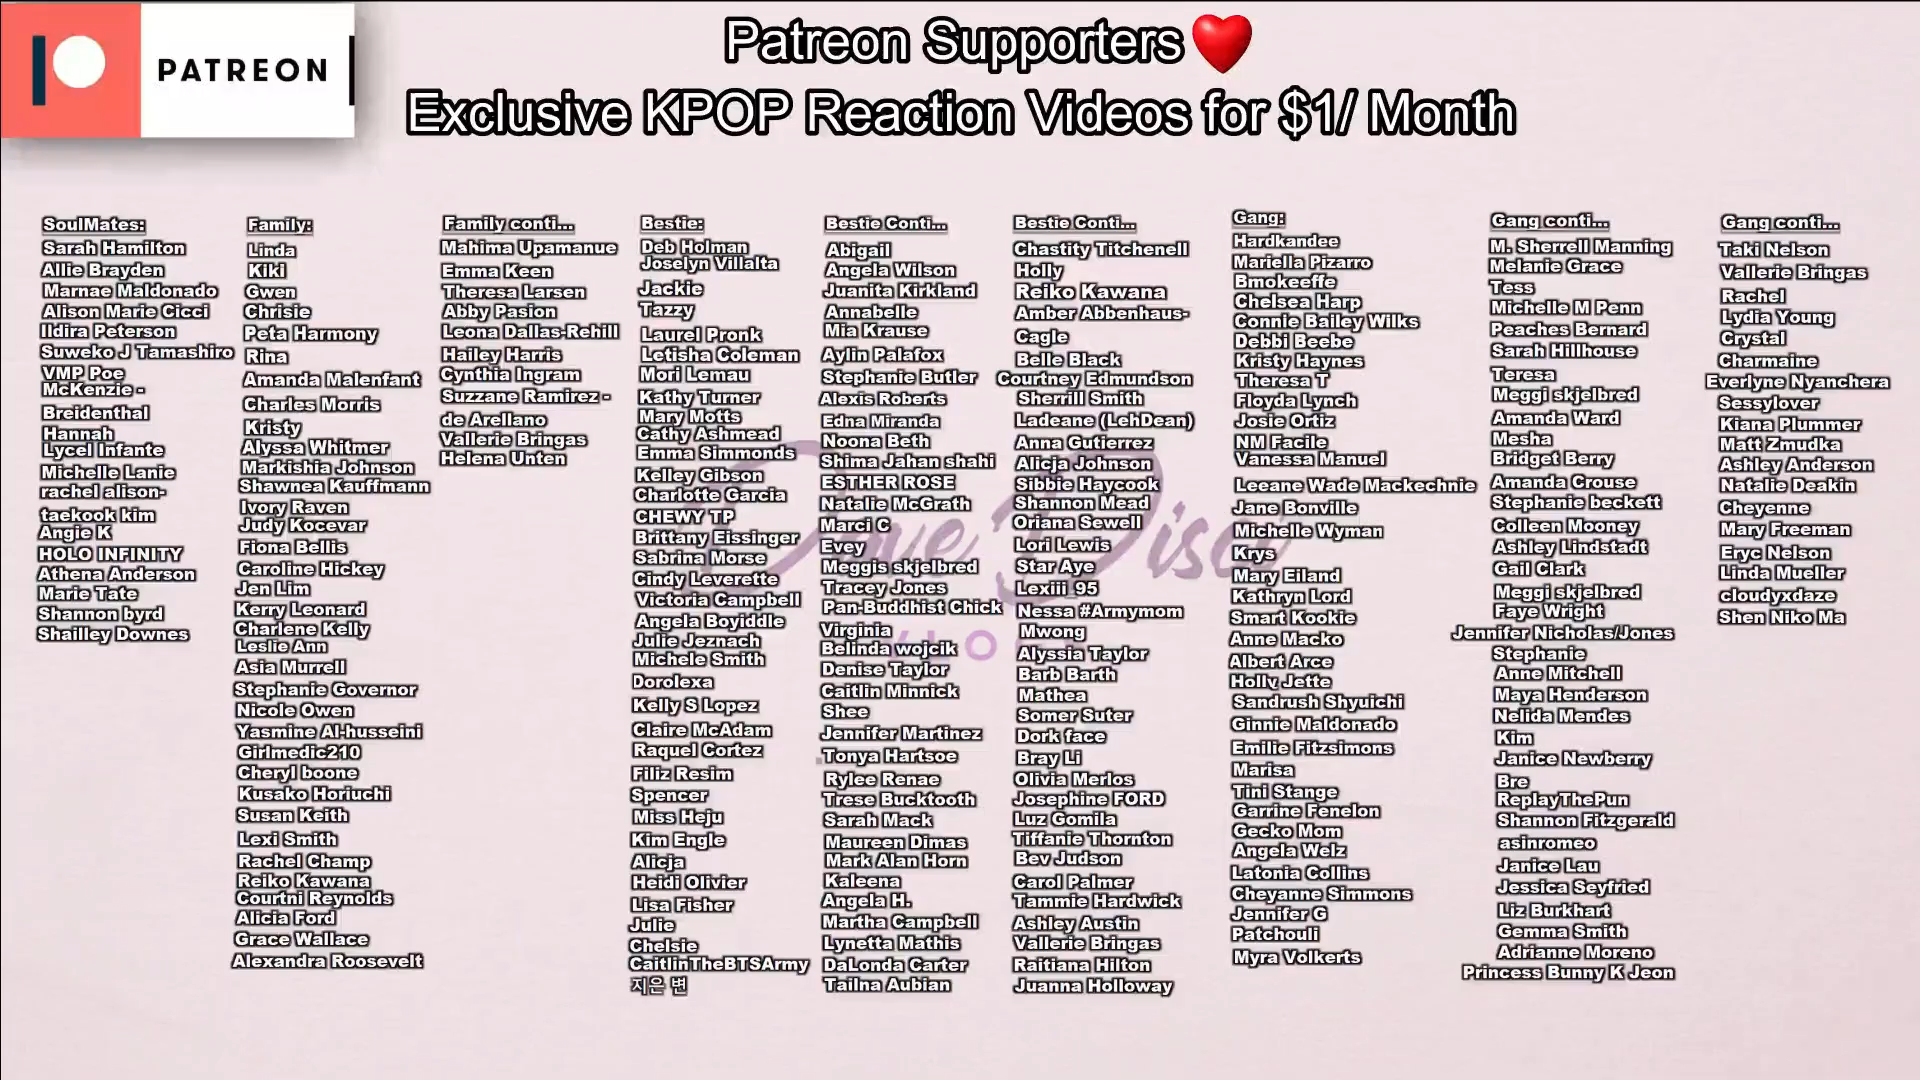 PATREON
Patreon Supporters
Exclusive KPOP Reaction Videos for $1/ Month
SoulMates:
Sarah Hamilton
Allie Brayden
Marnae Maldonado
Alison Marie Cicci
Ildira Peterson
Suweko J Tamashiro
VMP Poe
McKenzie -
Breidenthal
Hannah
Lycel Infante
Michelle Lanie
rachel alison-
taekook kim
Angie K
HOLO INFINITY
Athena Anderson
Marie Tate
Shannon byrd
Shailley Downes
Family:
Linda
Kiki
Gwen
Chrisie
Peta Harmony
Rina
Amanda Malenfant
Charles Morris
Kristy
Alyssa Whitmer
Markishia Johnson
Shawnea Kauffmann
Ivory Raven
Judy Kocevar
Fiona Bellis
Caroline Hickey
Jen Lim
Kerry Leonard
Charlene Kelly
Leslie Ann
Asia Murrell
Stephanie Governor
Nicole Owen
Yasmine Al-husseini
Girlmedic210
Cheryl boone
Kusako Horiuchi
Susan Keith
Lexi Smith
Rachel Champ
Reiko Kawana
Courtni Reynolds
Alicia Ford
Grace Wallace
Alexandra Roosevelt
Family conti...
Mahima Upamanue
Emma Keen
Theresa Larsen
Abby Pasion
Leona Dallas-Rehill
Hailey Harris
Cynthia Ingram
Suzzane Ramirez -
de Arellano
Vallerie Bringas
Helena Unten
Bestie:
Deb Holman
Joselyn Villalta
Jackie
Tazzy
Laurel Pronk
Letisha Coleman
Mori Lemau
Kathy Turner
Mary Motts
Cathy Ashmead
Emma Simmonds
Kelley Gibson
Charlotte Garcia
CHEWY TP
Brittany Eissinger
Sabrina Morse
Cindy Leverette
Victoria Campbell
Angela Boyiddle
Julie Jeznach
Michele Smith
Dorolexa
Kelly S Lopez
Claire McAdam
Raquel Cortez
Filiz Resim
Spencer
Miss Heju
Kim Engle
Alicja
Heidi Olivier
Lisa Fisher
Julie
Chelsie
CaitlinTheBTSArmy
지은 변
Bestie Conti...
Abigail
Angela Wilson
Juanita Kirkland
Annabelle
Mia Krause
Aylin Palafox
Stephanie Butler
Alexis Roberts
Edna Miranda
Noona Beth
Shima Jahan shahi
ESTHER ROSE
Natalie McGrath
Marci C
Evey
Meggis skjelbred
Tracey Jones
Pan-Buddhist Chick
Virginia
Belinda wojcik
Denise Taylor
Caitlin Minnick
Shee
Jennifer Martinez
Tonya Hartsoe
Rylee Renae
Trese Bucktooth
Sarah Mack
Maureen Dimas
Mark Alan Horn
Kaleena
Angela H.
Martha Campbell
Lynetta Mathis
DaLonda Carter
Tailna Aubian
Bestie Conti...
Chastity Titchenell
Holly
Reiko Kawana
Amber Abbenhaus-
Cagle
Belle Black
Courtney Edmundson
Sherrill Smith
Ladeane (LehDean)
Anna Gutierrez
Alicja Johnson
Sibbie Haycook
Shannon Mead
Oriana Sewell
Lori Lewis
Star Aye
Lexiii_95
Nessa #Armymom
Mwong
Alyssia Taylor
Barb Barth
Mathea
Somer Suter
Dork face
Bray Li
Olivia Merlos
Josephine FORD
Luz Gomila
Tiffanie Thornton
Bev Judson
Carol Palmer
Tammie Hardwick
Ashley Austin
Vallerie Bringas
Raitiana Hilton
Juanna Holloway
Gang:
Hardkandee
Mariella Pizarro
Bmokeeffe
Chelsea Harp
Connie Bailey Wilks
Debbi Beebe
Kristy Haynes
Theresa T
Floyda Lynch
Josie Ortiz
NM Facile
Vanessa Manuel
Leeane Wade Mackechnie
Jane Bonville
Michelle Wyman
Krys
Mary Eiland
Kathryn Lord
Smart Kookie
Anne Macko
Albert Arce
Holly Jette
Sandrush Shyuichi
Ginnie Maldonado
Emilie Fitzsimons
Marisa
Tini Stange
Garrine Fenelon
Gecko Mom
Angela Welz
Latonia Collins
Cheyanne Simmons
Jennifer G
Patchouli
Myra Volkerts
Gang conti...
M. Sherrell Manning
Melanie Grace
Tess
Michelle M Penn
Peaches Bernard
Sarah Hillhouse
Teresa
Meggi skjelbred
Amanda Ward
Mesha
Bridget Berry
Amanda Crouse
Stephanie beckett
Colleen Mooney
Ashley Lindstadt
Gail Clark
Meggi skjelbred
Faye Wright
Jennifer Nicholas/Jones
Stephanie
Anne Mitchell
Maya Henderson
Nelida Mendes
Kim
Janice Newberry
Bre
ReplayThePun
Shannon Fitzgerald
asinromeo
Janice Lau
Jessica Seyfried
Liz Burkhart
Gemma Smith
Adrianne Moreno
Princess Bunny K Jeon
Gang conti...
Taki Nelson
Vallerie Bringas
Rachel
Lydia Young
Crystal
Charmaine
Everlyne Nyanchera
Sessylover
Kiana Plummer
Matt Zmudka
Ashley Anderson
Natalie Deakin
Cheyenne
Mary Freeman
Eryc Nelson
Linda Mueller
cloudyxdaze
Shen Niko Ma